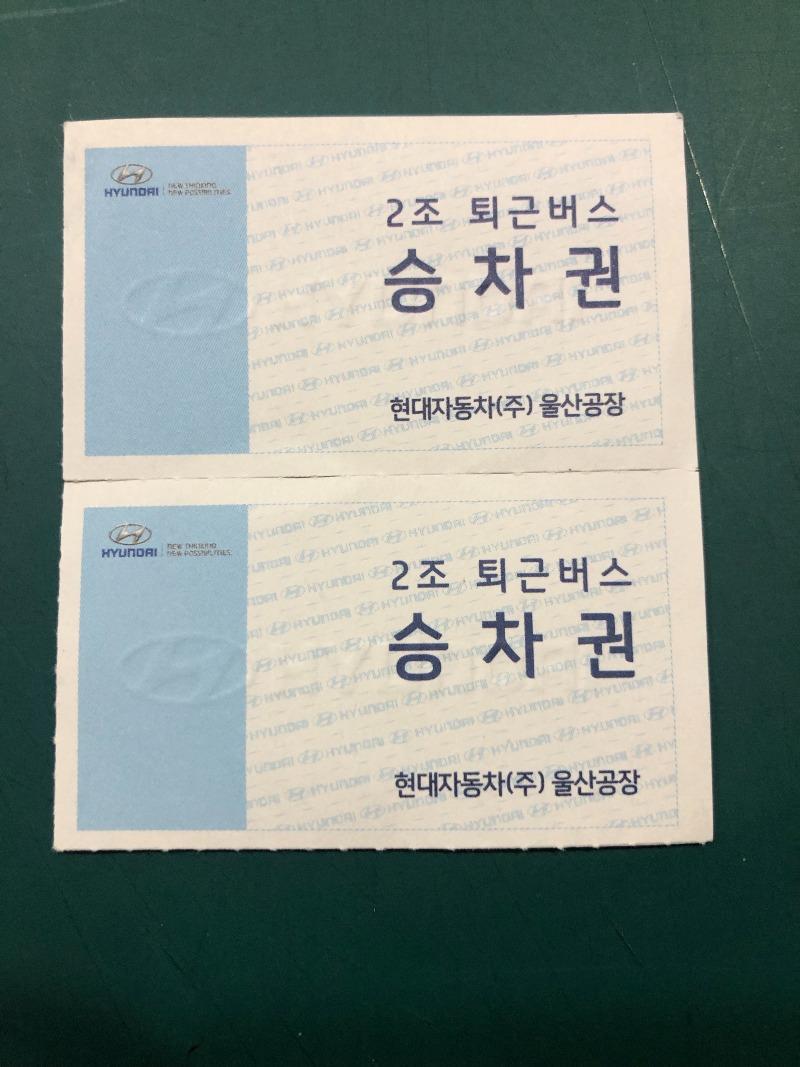 HYUNDAI
NEW THINKING.
NEW POSSIBILITIES.
2조 퇴근버스
승차권
현대자동차(주) 울산공장
HYUNDAI
NEW THINKING.
NEW POSSIBILITIES.
2조 퇴근버스
승차권
현대자동차(주) 울산공장